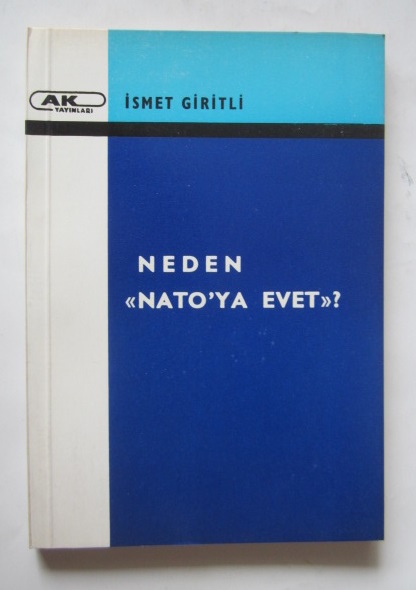 AK
YAYINLARI
İSMET GİRİTLİ
NEDEN
«NATO'YA EVET»?